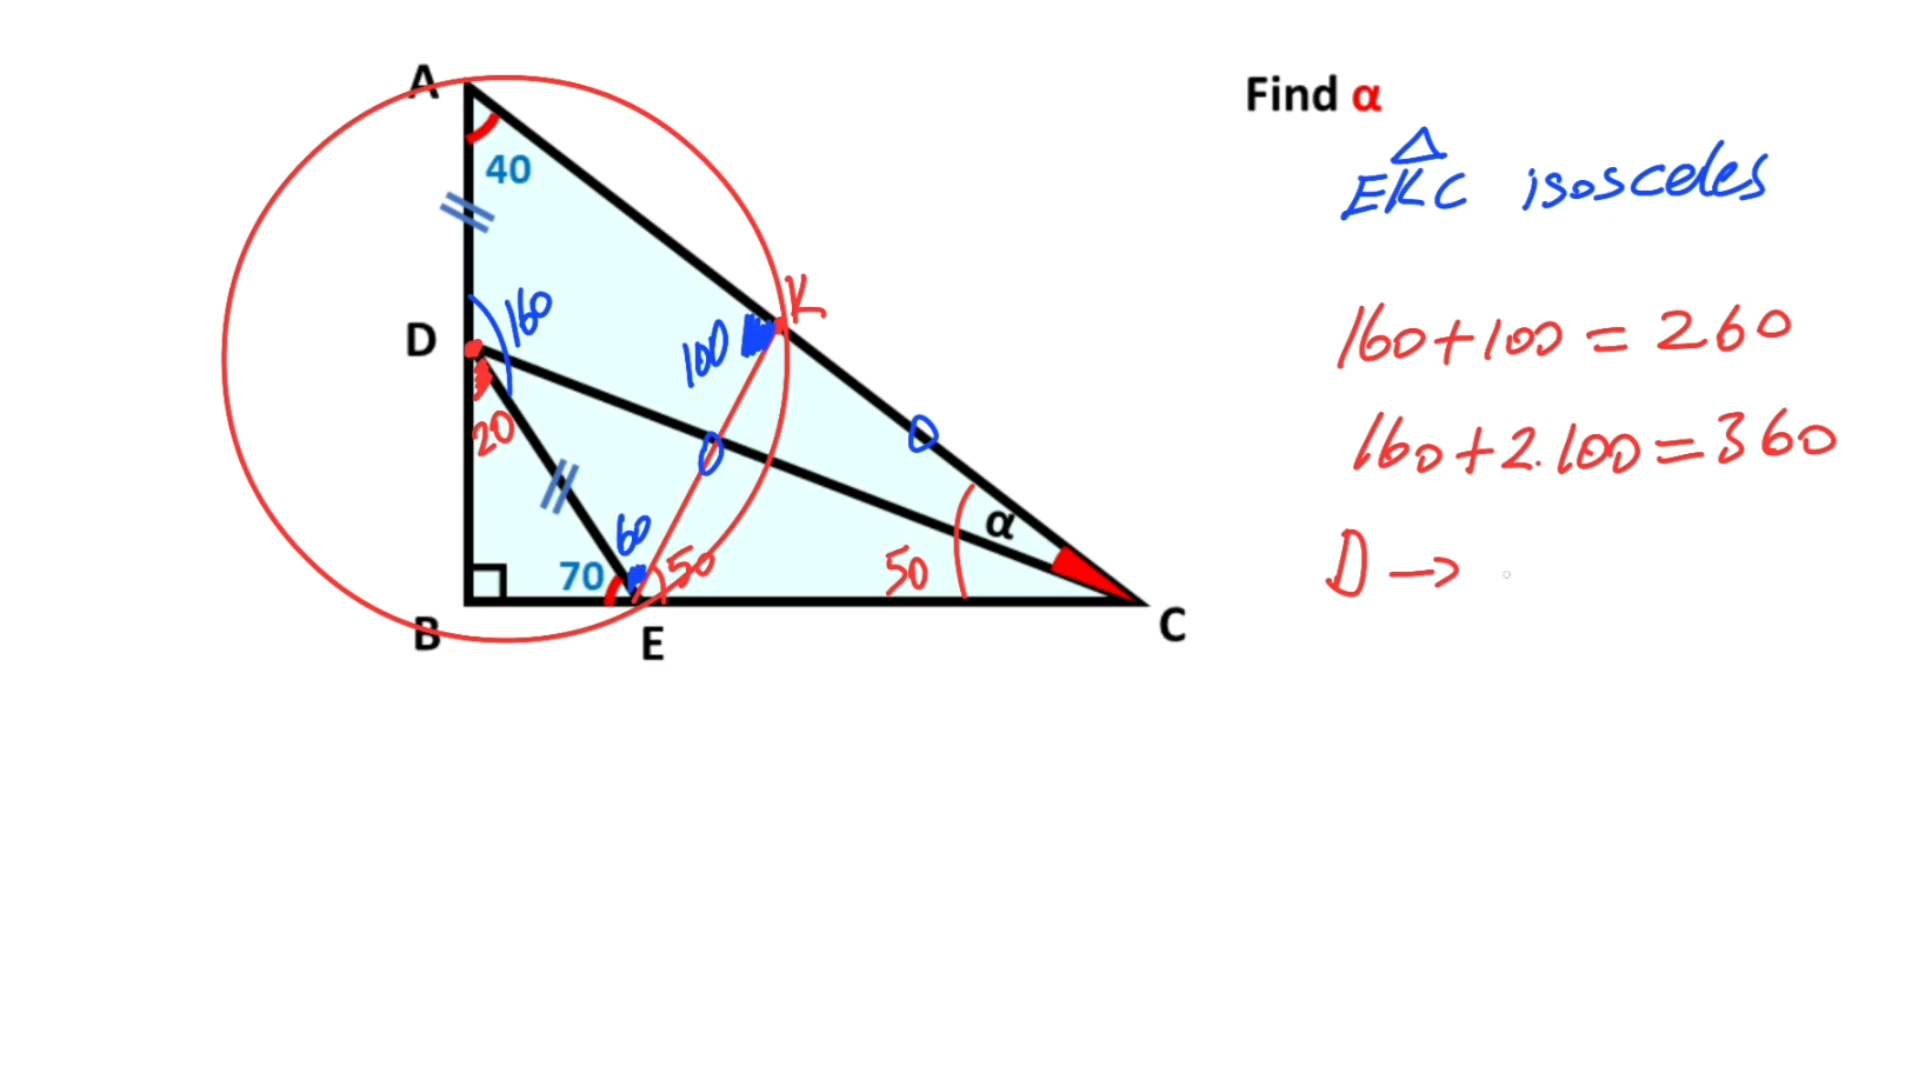 A
Find α
△
EKC isosceles
40
K
160
100
160+100=260
D
20
160+2.100=360
60
α
70
50
50
D →
B
E
C